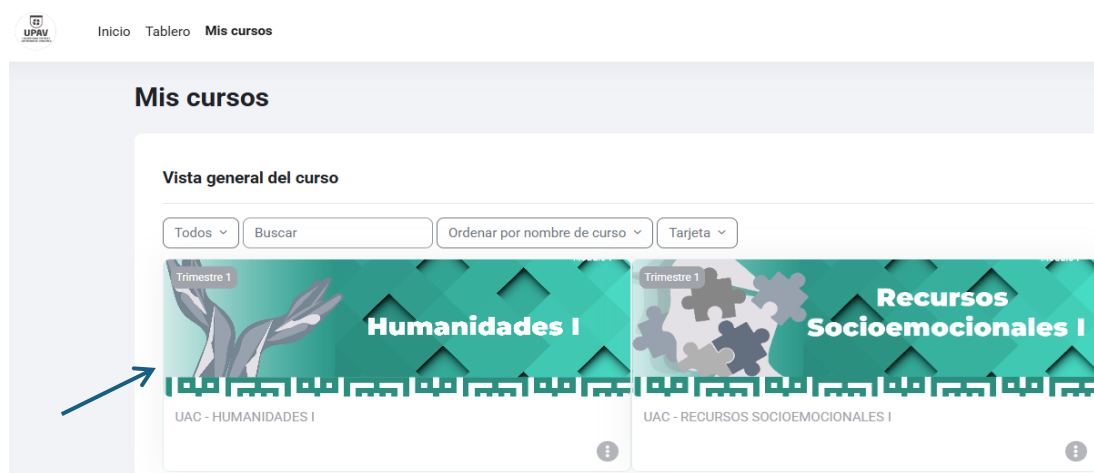 UPAV
Inicio Tablero Mis cursos
Mis cursos
Vista general del curso
Todos Buscar Ordenar por nombre de curso Tarjeta
Trimestre 1
Humanidades I
UAC - HUMANIDADES I
Trimestre 1
Recursos
Socioemocionales I
UAC - RECURSOS SOCIOEMOCIONALES I